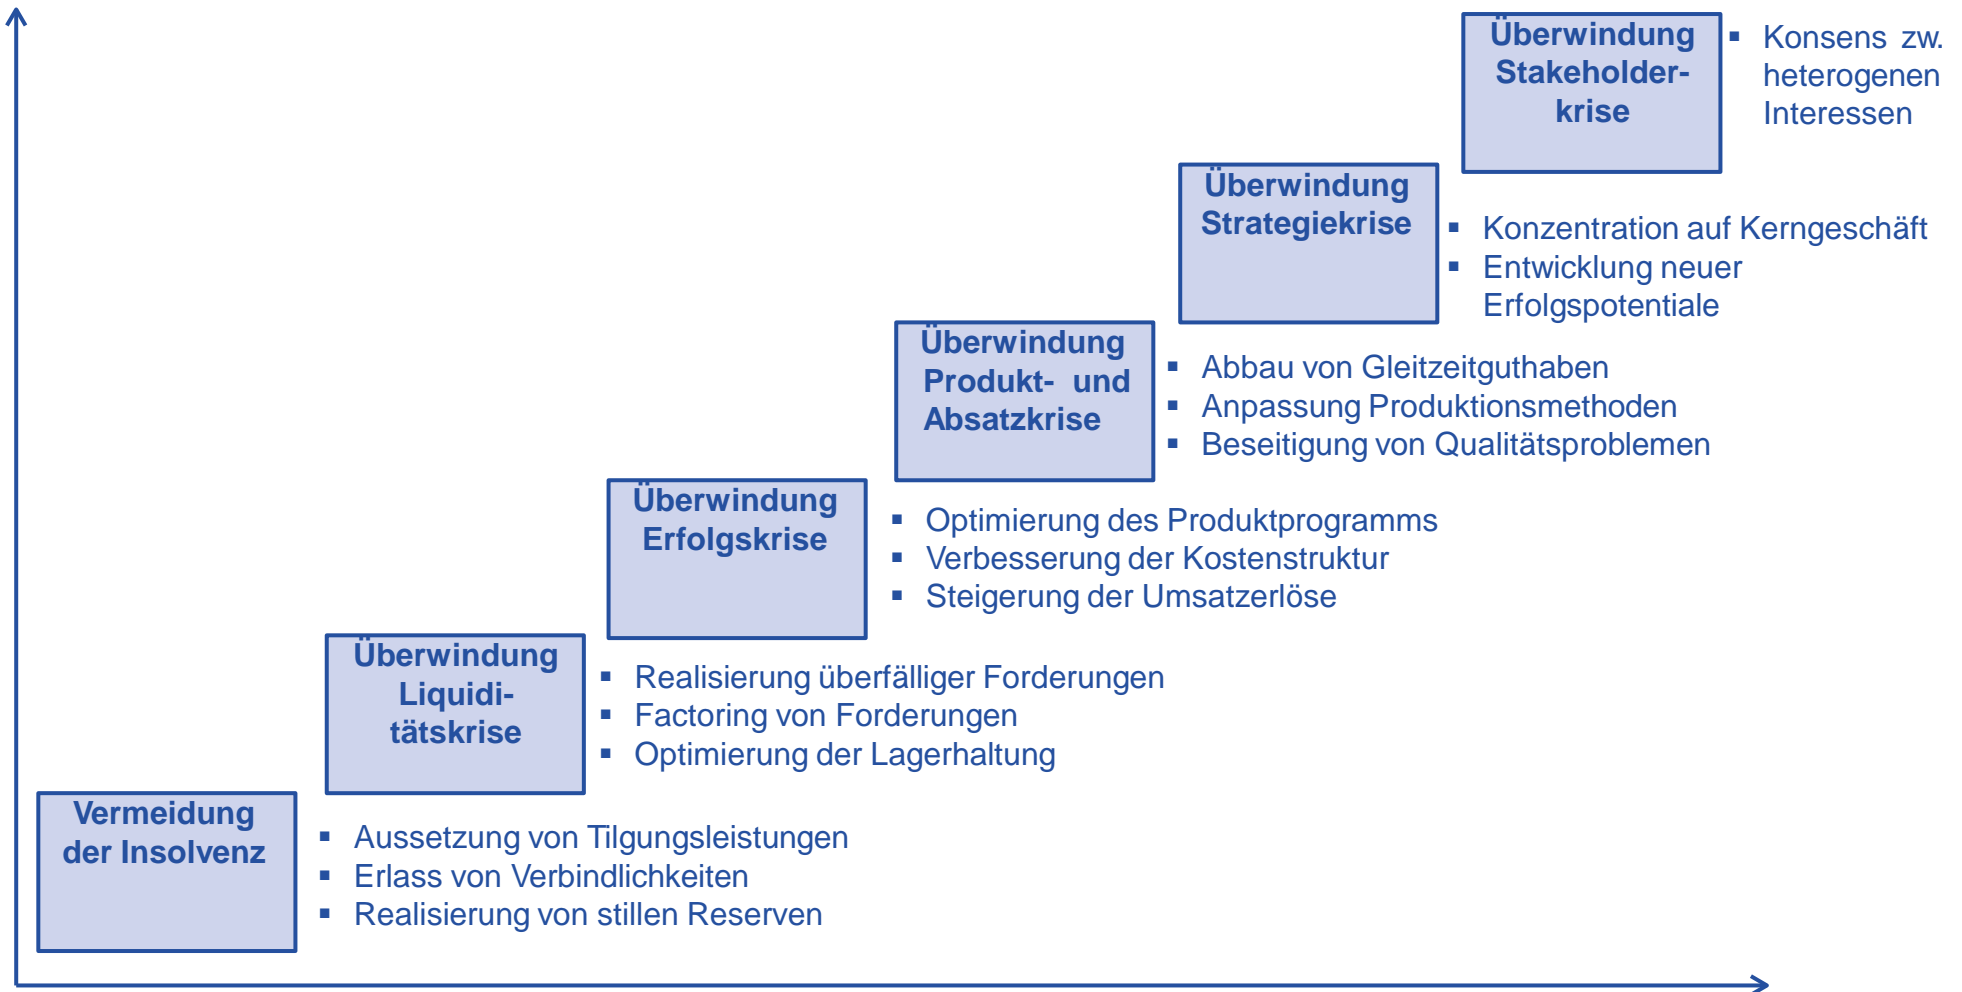 Überwindung
Stakeholder-
krise
▪ Konsens zw.
heterogenen
Interessen
Überwindung
Strategiekrise
▪ Konzentration auf Kerngeschäft
▪ Entwicklung neuer
Erfolgspotentiale
Überwindung
Produkt- und
Absatzkrise
▪ Abbau von Gleitzeitguthaben
▪ Anpassung Produktionsmethoden
▪ Beseitigung von Qualitätsproblemen
Überwindung
Erfolgskrise
▪ Optimierung des Produktprogramms
▪ Verbesserung der Kostenstruktur
▪ Steigerung der Umsatzerlöse
Überwindung
Liquidi-
tätskrise
▪ Realisierung überfälliger Forderungen
▪ Factoring von Forderungen
▪ Optimierung der Lagerhaltung
Vermeidung
der Insolvenz
▪ Aussetzung von Tilgungsleistungen
▪ Erlass von Verbindlichkeiten
▪ Realisierung von stillen Reserven